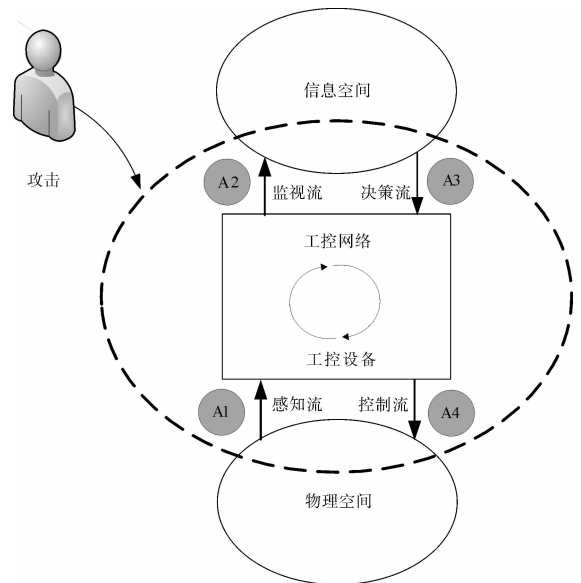 信息空间
攻击
A2
监视流
决策流
A3
工控网络
工控设备
A1
感知流
控制流
A4
物理空间